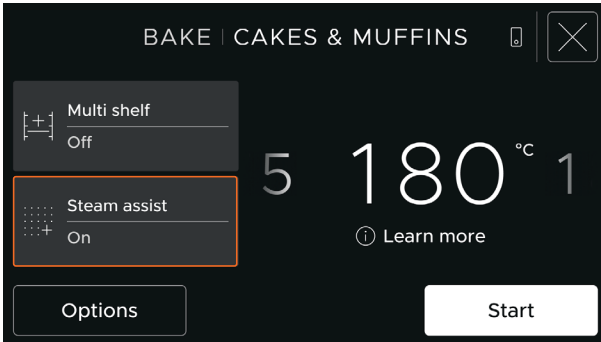 BAKE | CAKES & MUFFINS
Multi shelf
Off
5 180 °C 1
Steam assist
On
Learn more
Options
Start